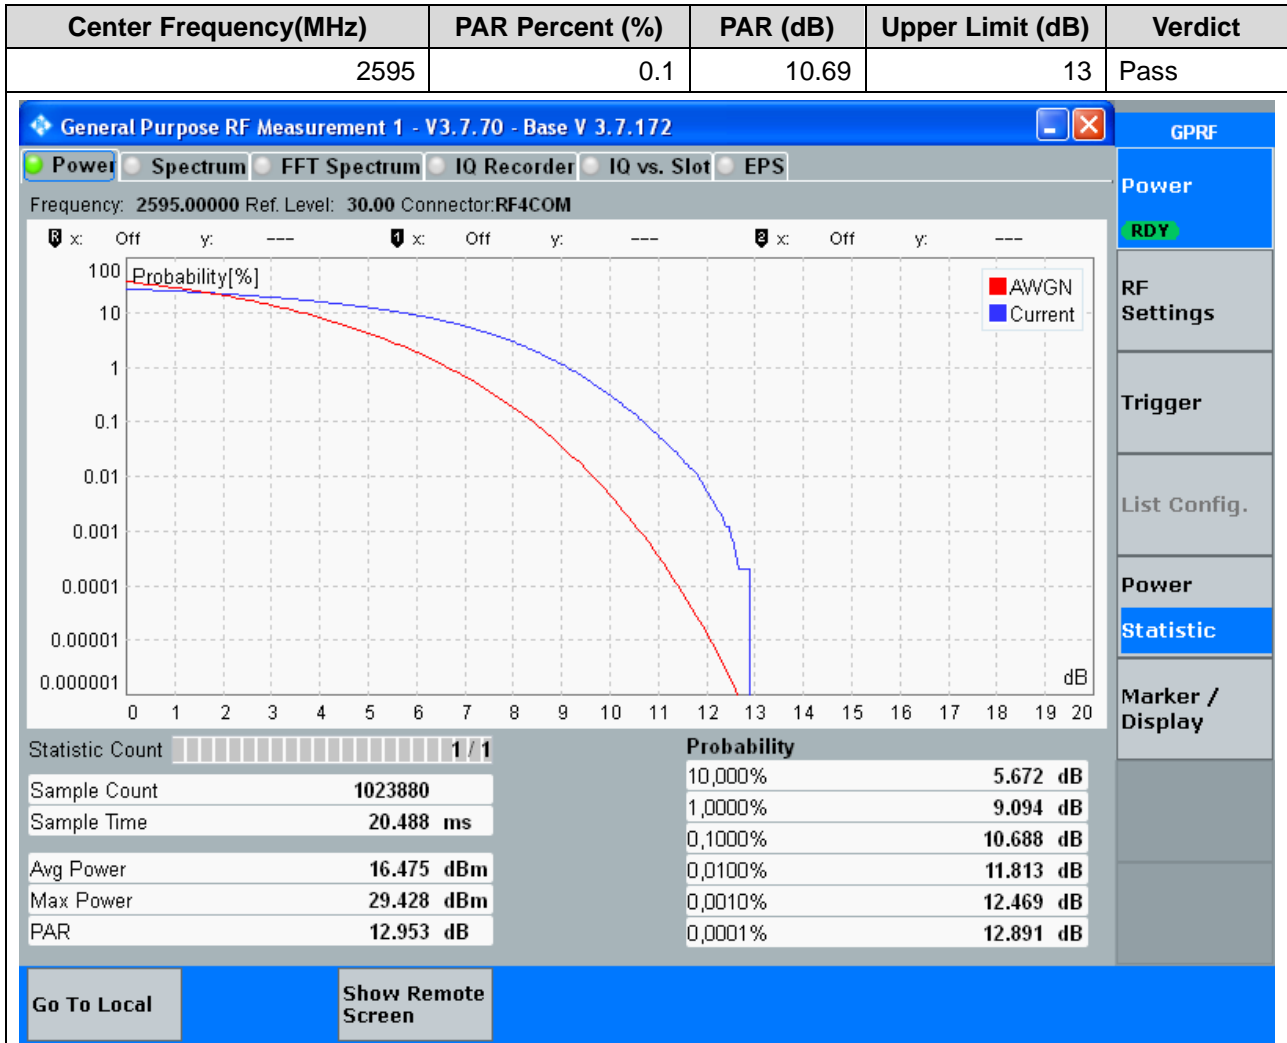 Center Frequency(MHz) PAR Percent (%) PAR (dB) Upper Limit (dB) Verdict
2595 0.1 10.69 13 Pass
General Purpose RF Measurement 1 - V3.7.70 - Base V 3.7.172
GPRF
Power Spectrum FFT Spectrum IQ Recorder IQ vs. Slot EPS
Frequency: 2595.00000 Ref. Level: 30.00 Connector:RF4COM
R x: Off y: --- 1 x: Off y: --- 2 x: Off y: ---
Probability[%]
AWGN
Current
100
10
1
0.1
0.01
0.001
0.0001
0.00001
0.000001
dB
0 1 2 3 4 5 6 7 8 9 10 11 12 13 14 15 16 17 18 19 20
Statistic Count 1 / 1
Sample Count 1023880
Sample Time 20.488 ms
Avg Power 16.475 dBm
Max Power 29.428 dBm
PAR 12.953 dB
Probability
10,000% 5.672 dB
1,0000% 9.094 dB
0,1000% 10.688 dB
0,0100% 11.813 dB
0,0010% 12.469 dB
0,0001% 12.891 dB
Power
RDY
RF
Settings
Trigger
List Config.
Power
Statistic
Marker /
Display
Go To Local
Show Remote
Screen